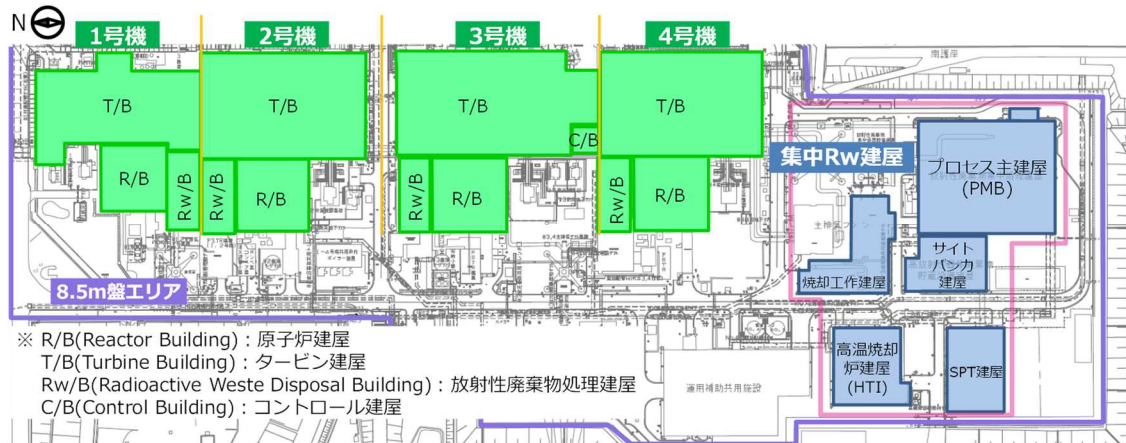 N
1号機
2号機
3号機
4号機
T/B
T/B
T/B
T/B
C/B
R/B
Rw/B
Rw/B
R/B
Rw/B
R/B
Rw/B
R/B
集中Rw建屋
プロセス主建屋
(PMB)
サイト
バンカ
建屋
焼却工作建屋
8.5m盤エリア
高温焼却
炉建屋
(HTI)
SPT建屋
運用補助共用施設
※ R/B(Reactor Building) : 原子炉建屋
T/B(Turbine Building) : タービン建屋
Rw/B(Radioactive Weste Disposal Building) : 放射性廃棄物処理建屋
C/B(Control Building) : コントロール建屋